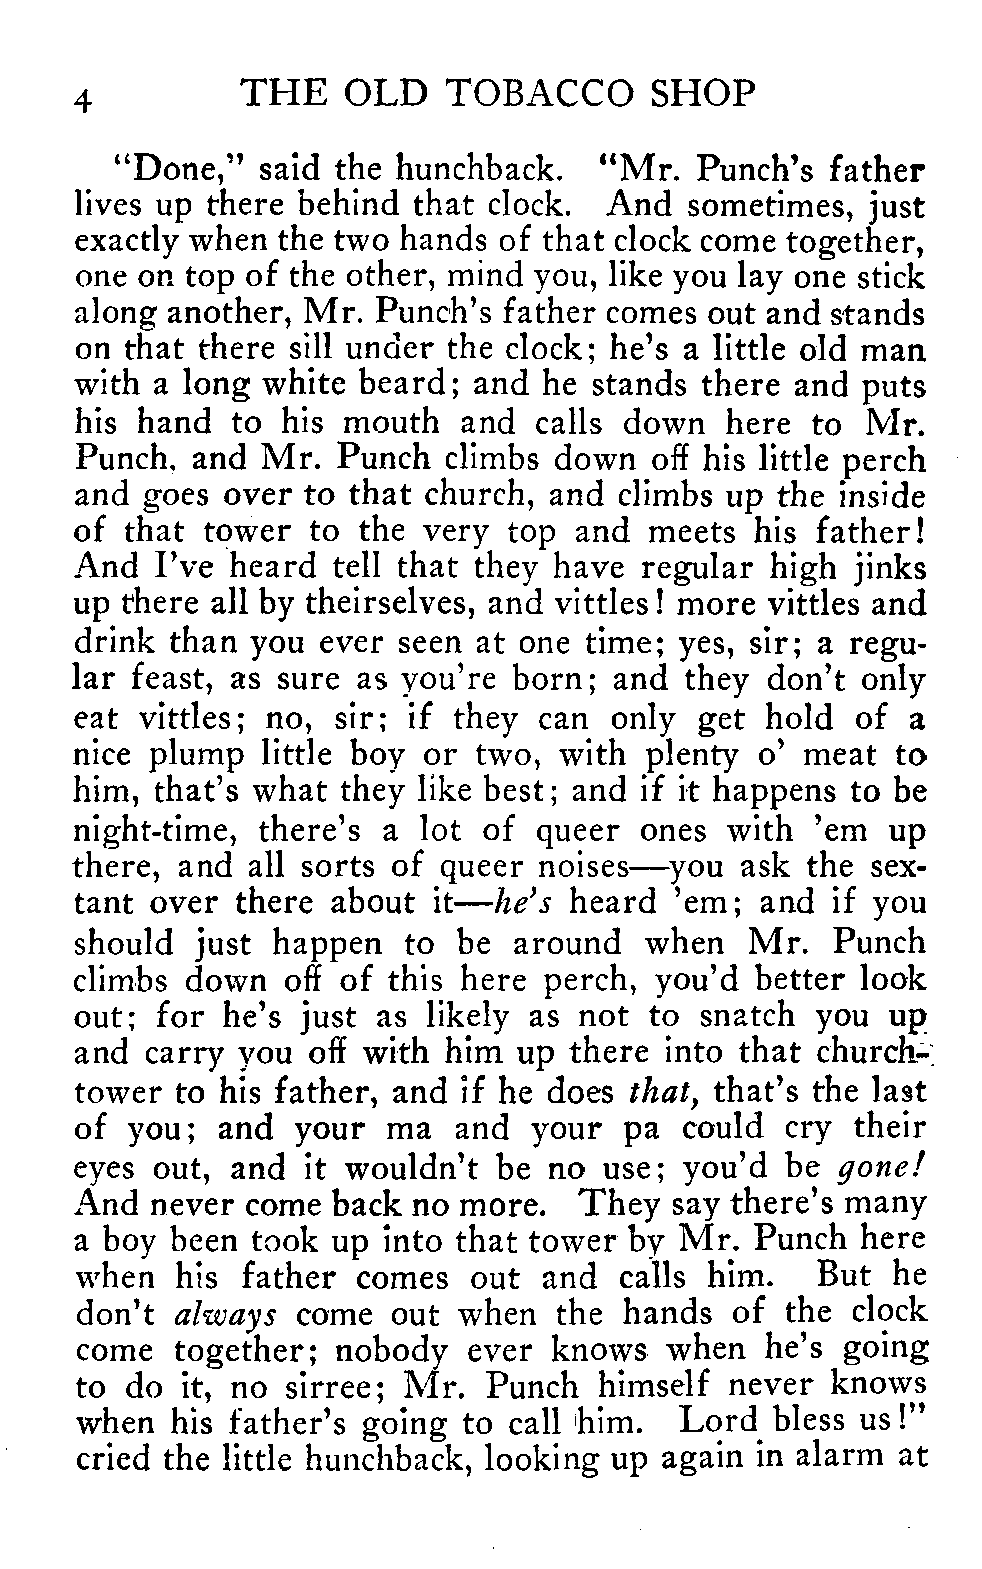 4 THE OLD TOBACCO SHOP
"Done," said the hunchback. "Mr. Punch's father
lives up there behind that clock. And sometimes, just
exactly when the two hands of that clock come together,
one on top of the other, mind you, like you lay one stick
along another, Mr. Punch's father comes out and stands
on that there sill under the clock; he's a little old man
with a long white beard; and he stands there and puts
his hand to his mouth and calls down here to Mr.
Punch, and Mr. Punch climbs down off his little perch
and goes over to that church, and climbs up the inside
of that tower to the very top and meets his father!
And I've heard tell that they have regular high jinks
up there all by theirselves, and vittles! more vittles and
drink than you ever seen at one time; yes, sir; a regu-
lar feast, as sure as you're born; and they don't only
eat vittles; no, sir; if they can only get hold of a
nice plump little boy or two, with plenty o' meat to
him, that's what they like best; and if it happens to be
night-time, there's a lot of queer ones with 'em up
there, and all sorts of queer noises—you ask the sex-
tant over there about it—he's heard 'em; and if you
should just happen to be around when Mr. Punch
climbs down off of this here perch, you'd better look
out; for he's just as likely as not to snatch you up
and carry you off with him up there into that church-
tower to his father, and if he does that, that's the last
of you; and your ma and your pa could cry their
eyes out, and it wouldn't be no use; you'd be gone!
And never come back no more. They say there's many
a boy been took up into that tower by Mr. Punch here
when his father comes out and calls him. But he
don't always come out when the hands of the clock
come together; nobody ever knows when he's going
to do it, no sirree; Mr. Punch himself never knows
when his father's going to call him. Lord bless us!"
cried the little hunchback, looking up again in alarm at